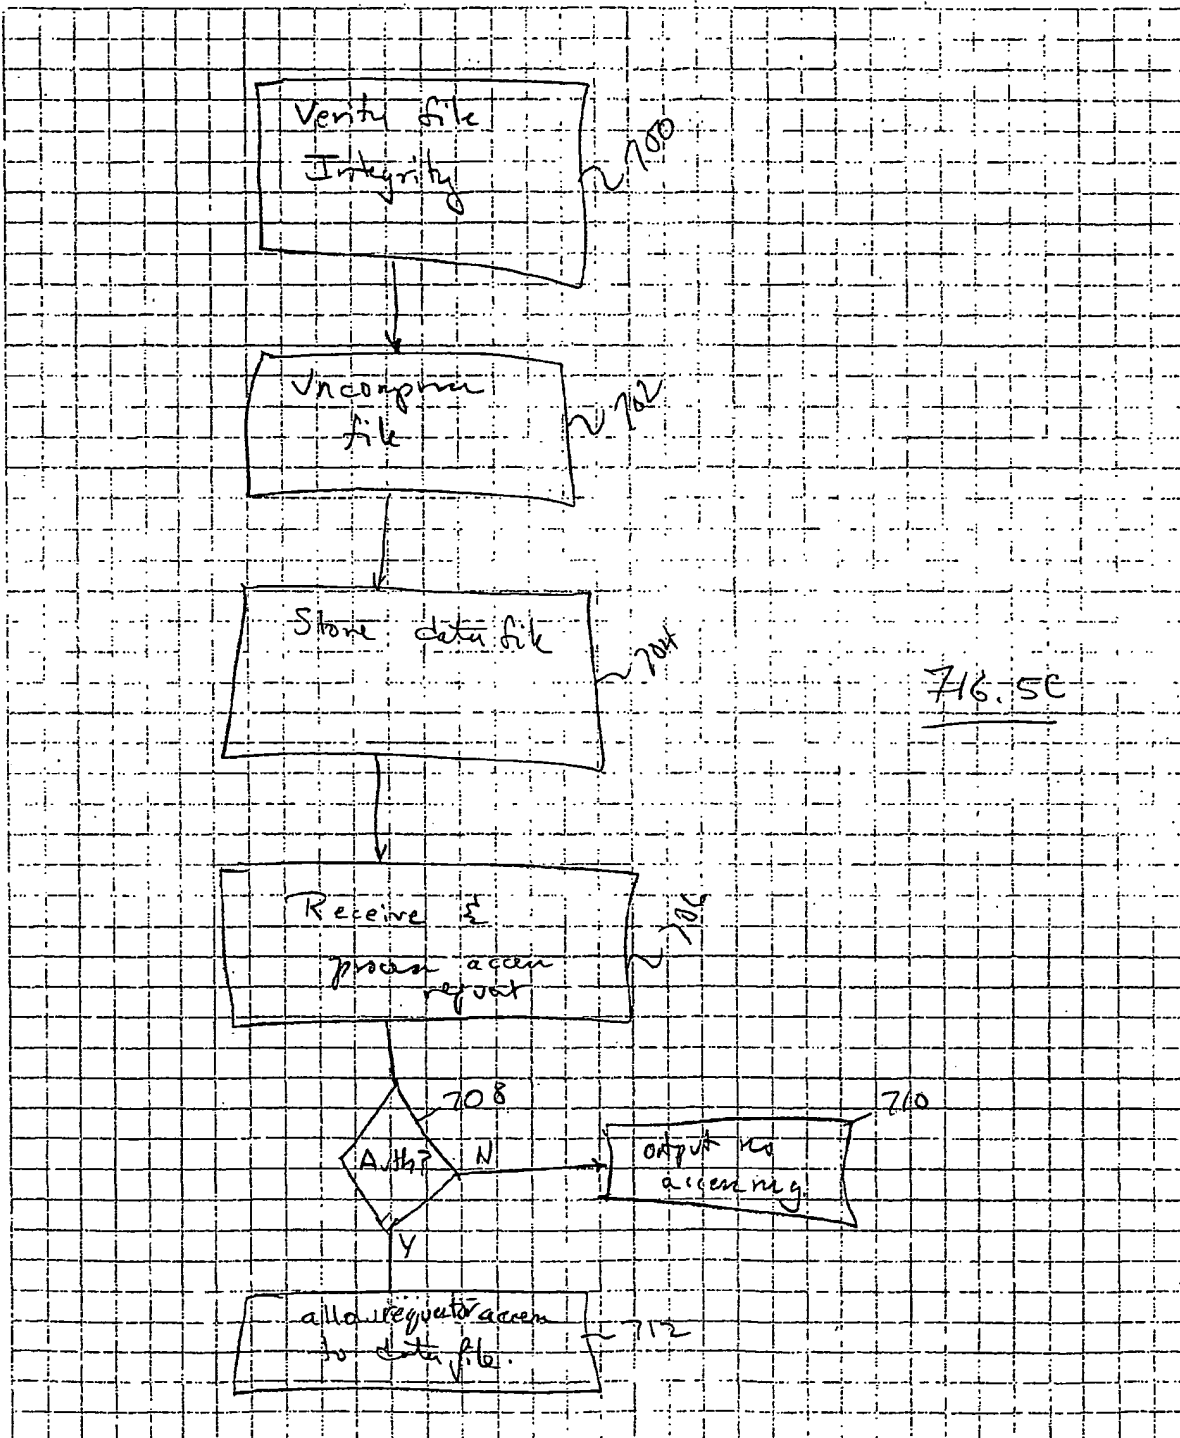 Verify file
Integrity
700
Uncompress
file
702
Store data file
704
FIG. 5C
Receive &
process access
request
706
708
Auth?
N
710
output no
access msg.
Y
allow requestor access
to data file.
712